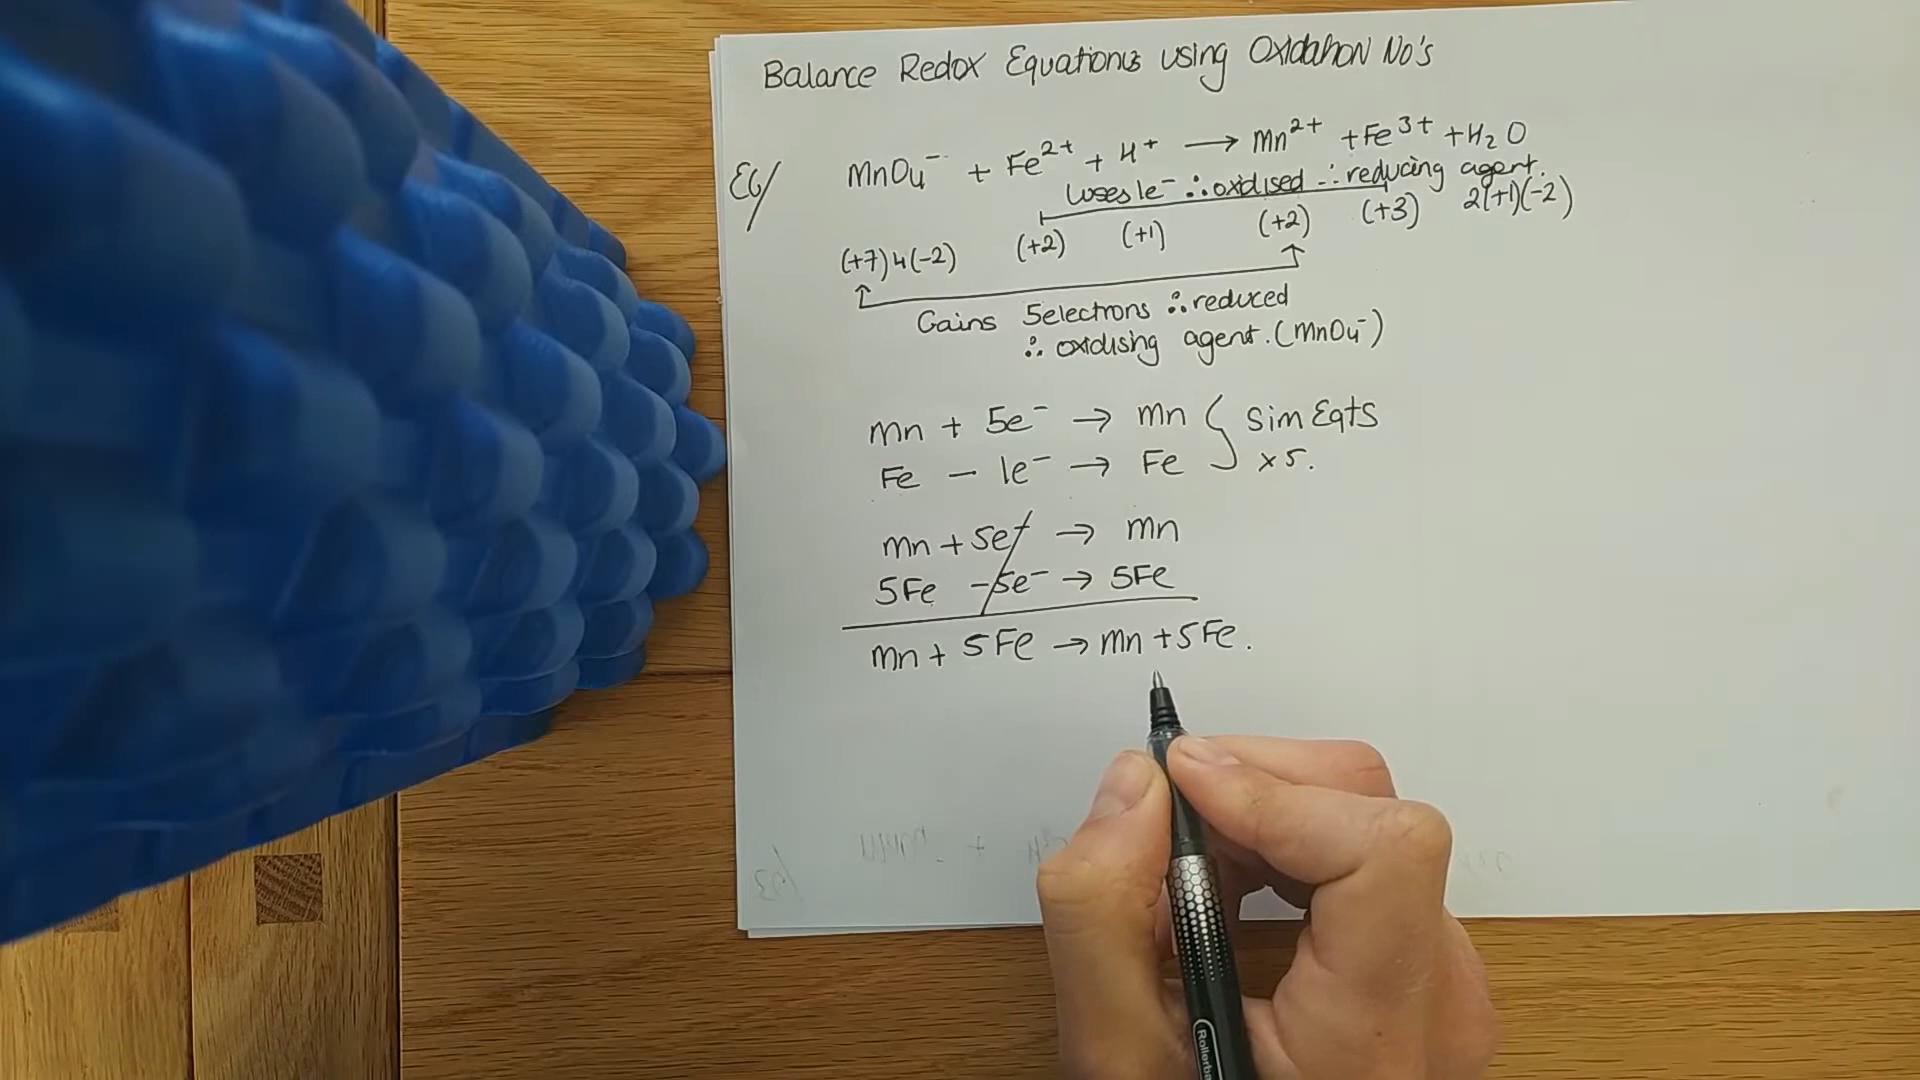 Balance Redox Equations using Oxidation No's
EG/ MnO4⁻ + Fe²⁺ + H⁺ → Mn²⁺ + Fe³⁺ + H₂O
loses 1e⁻ ∴ oxidised ∴ reducing agent.
(+7)4(-2) (+2) (+1) (+2) (+3) 2(+1)(-2)
Gains 5electrons ∴ reduced
∴ oxidising agent. (MnO4⁻)
Mn + 5e⁻ → Mn } Sim Eqts
Fe - 1e⁻ → Fe } x5.
Mn + 5e⁻ → Mn
5Fe - 5e⁻ → 5Fe
Mn + 5Fe → Mn + 5Fe.